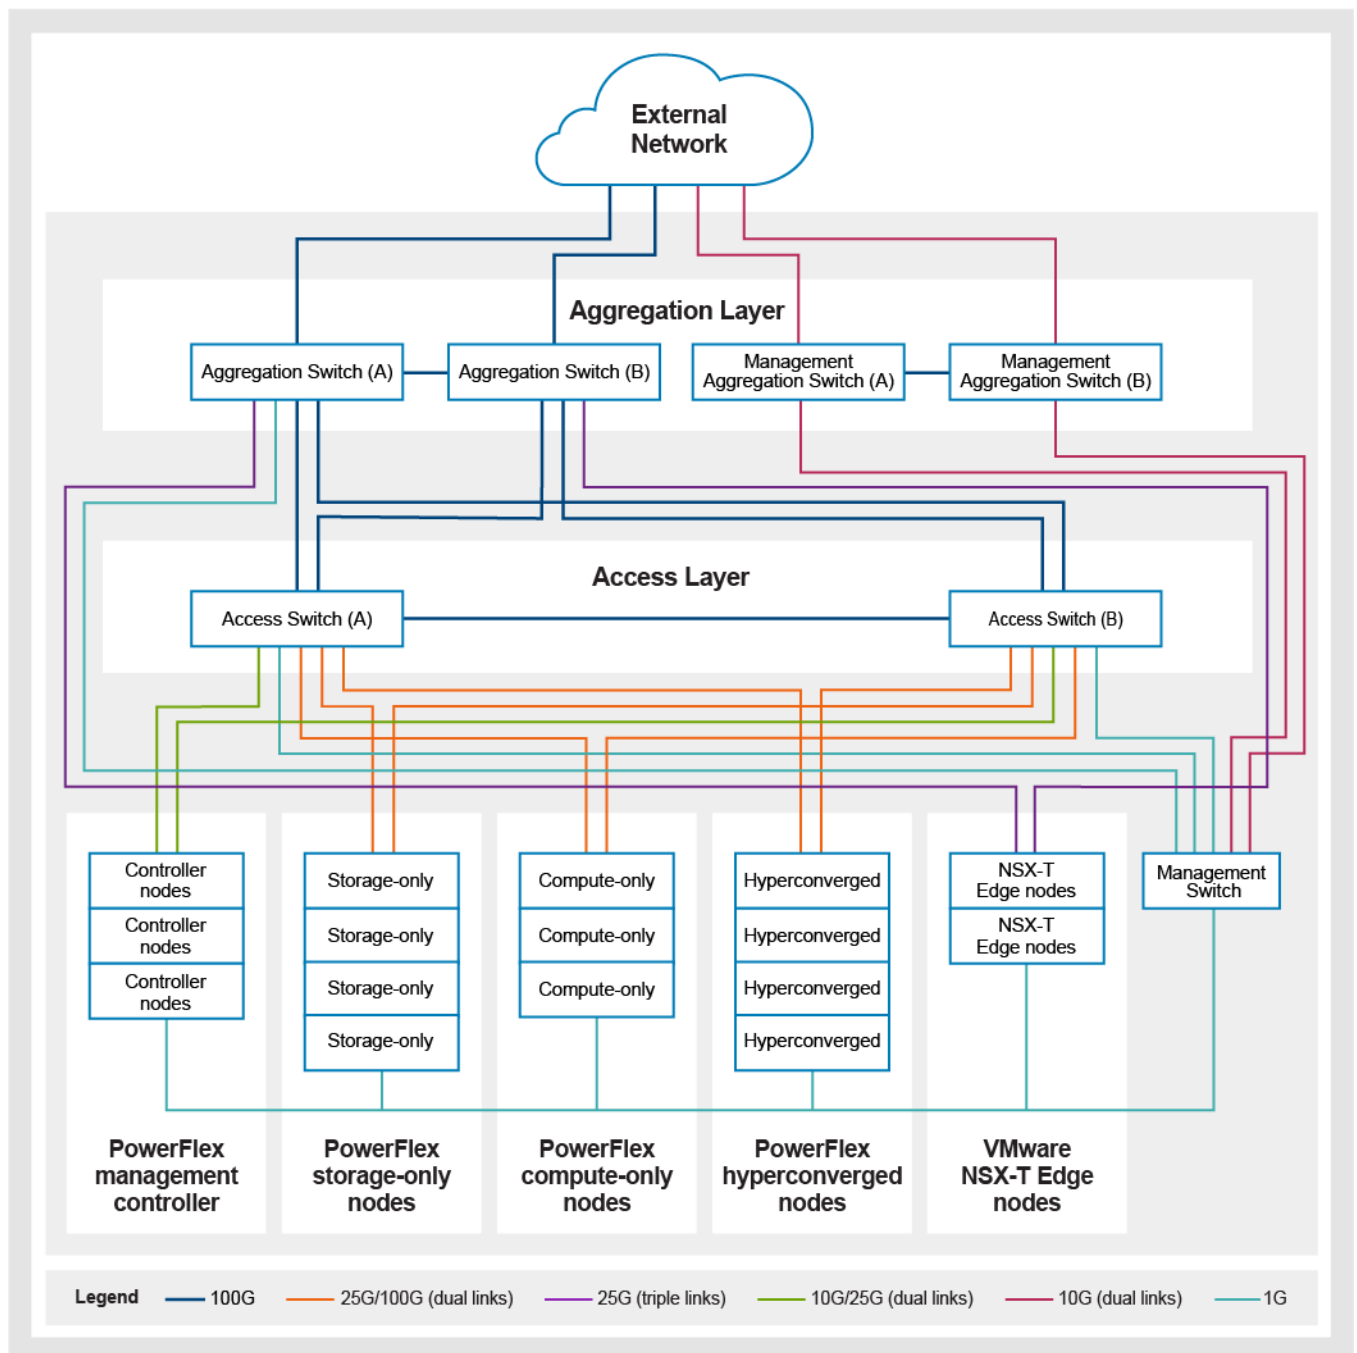 External
Network
Aggregation Layer
Aggregation Switch (A)
Aggregation Switch (B)
Management
Aggregation Switch (A)
Management
Aggregation Switch (B)
Access Layer
Access Switch (A)
Access Switch (B)
Controller
nodes
Controller
nodes
Controller
nodes
Storage-only
Storage-only
Storage-only
Storage-only
Compute-only
Compute-only
Compute-only
Hyperconverged
Hyperconverged
Hyperconverged
Hyperconverged
NSX-T
Edge nodes
NSX-T
Edge nodes
Management
Switch
PowerFlex
management
controller
PowerFlex
storage-only
nodes
PowerFlex
compute-only
nodes
PowerFlex
hyperconverged
nodes
VMware
NSX-T Edge
nodes
Legend
100G
25G/100G (dual links)
25G (triple links)
10G/25G (dual links)
10G (dual links)
1G